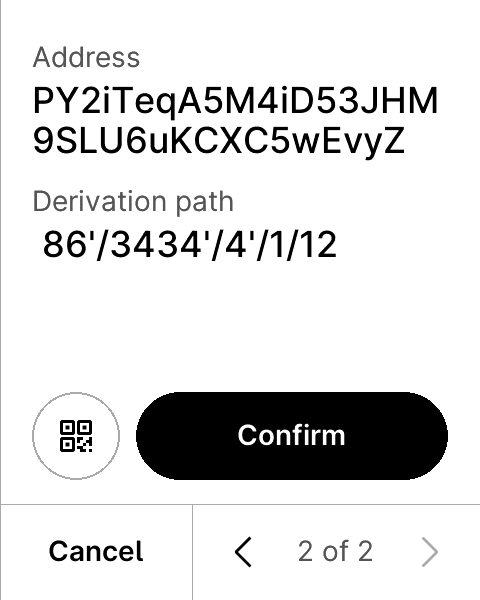 Address
PY2iTeqA5M4iD53JHM
9SLU6uKCXC5wEvyZ
Derivation path
86'/3434'/4'/1/12
Confirm
Cancel
2 of 2